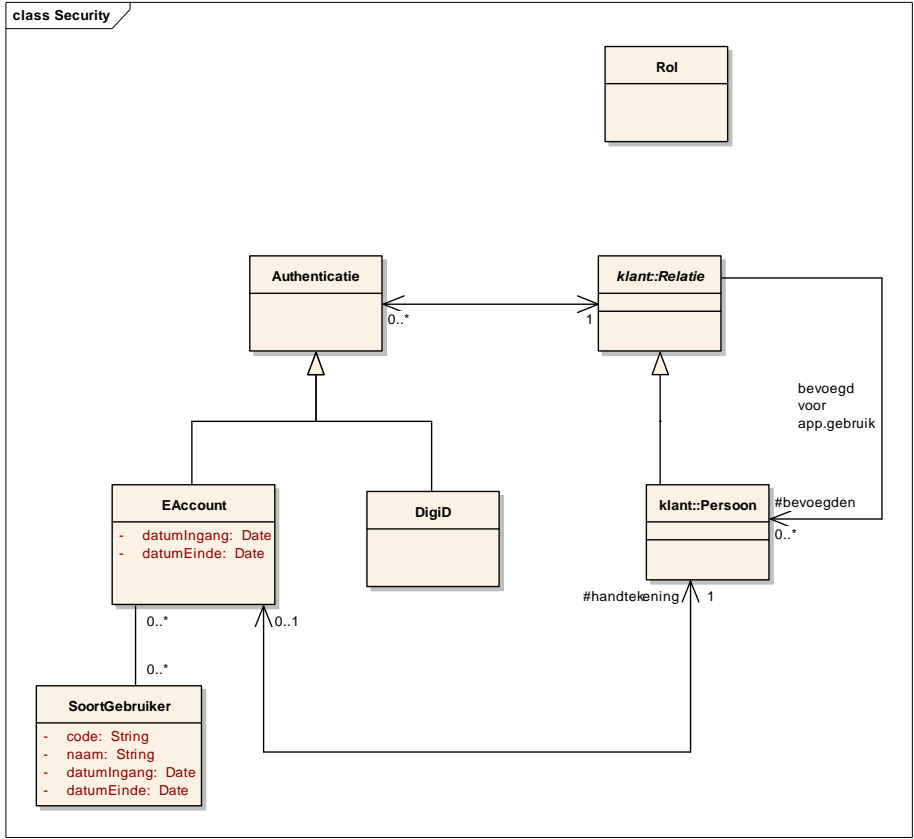 class Security
Rol
Authenticatie
klant::Relatie
0..*
1
bevoegd
voor
app.gebruik
EAccount
- datumIngang: Date
- datumEinde: Date
DigiD
klant::Persoon
#bevoegden
0..*
#handtekening
1
0..*
0..1
0..*
SoortGebruiker
- code: String
- naam: String
- datumIngang: Date
- datumEinde: Date